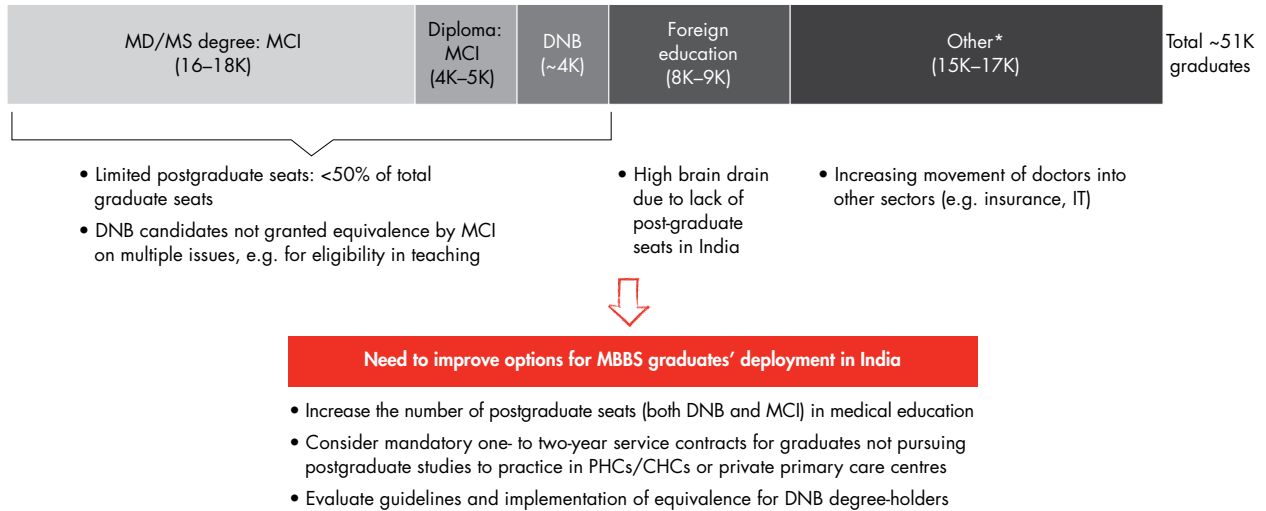 MD/MS degree: MCI
(16–18K)
Diploma:
MCI
(4K–5K)
DNB
(~4K)
Foreign
education
(8K–9K)
Other*
(15K–17K)
Total ~51K
graduates
• Limited postgraduate seats: <50% of total
graduate seats
• DNB candidates not granted equivalence by MCI
on multiple issues, e.g. for eligibility in teaching
• High brain drain
due to lack of
post-graduate
seats in India
• Increasing movement of doctors into
other sectors (e.g. insurance, IT)
Need to improve options for MBBS graduates’ deployment in India
• Increase the number of postgraduate seats (both DNB and MCI) in medical education
• Consider mandatory one- to two-year service contracts for graduates not pursuing
postgraduate studies to practice in PHCs/CHCs or private primary care centres
• Evaluate guidelines and implementation of equivalence for DNB degree-holders